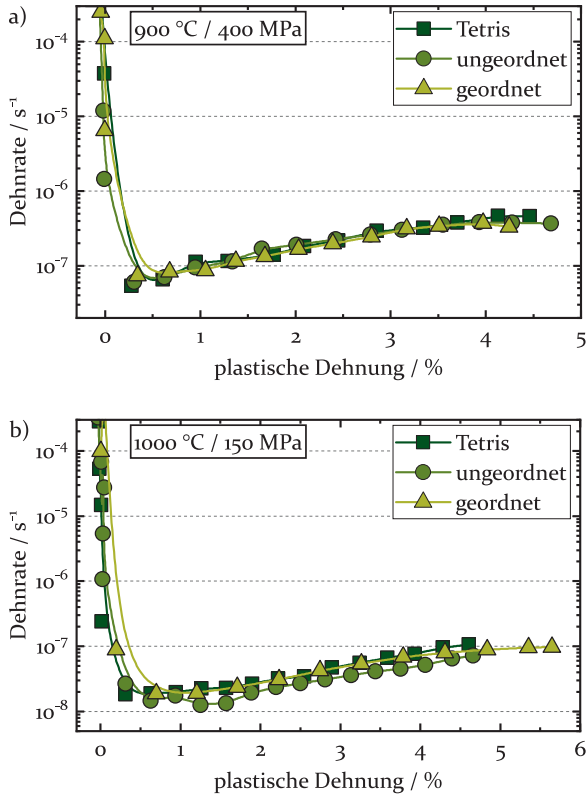 a)
900 °C / 400 MPa
Tetris
ungeordnet
geordnet
10⁻⁴
10⁻⁵
10⁻⁶
10⁻⁷
Dehnrate / s⁻¹
0 1 2 3 4 5
plastische Dehnung / %
b)
1000 °C / 150 MPa
Tetris
ungeordnet
geordnet
10⁻⁴
10⁻⁵
10⁻⁶
10⁻⁷
10⁻⁸
Dehnrate / s⁻¹
0 1 2 3 4 5 6
plastische Dehnung / %